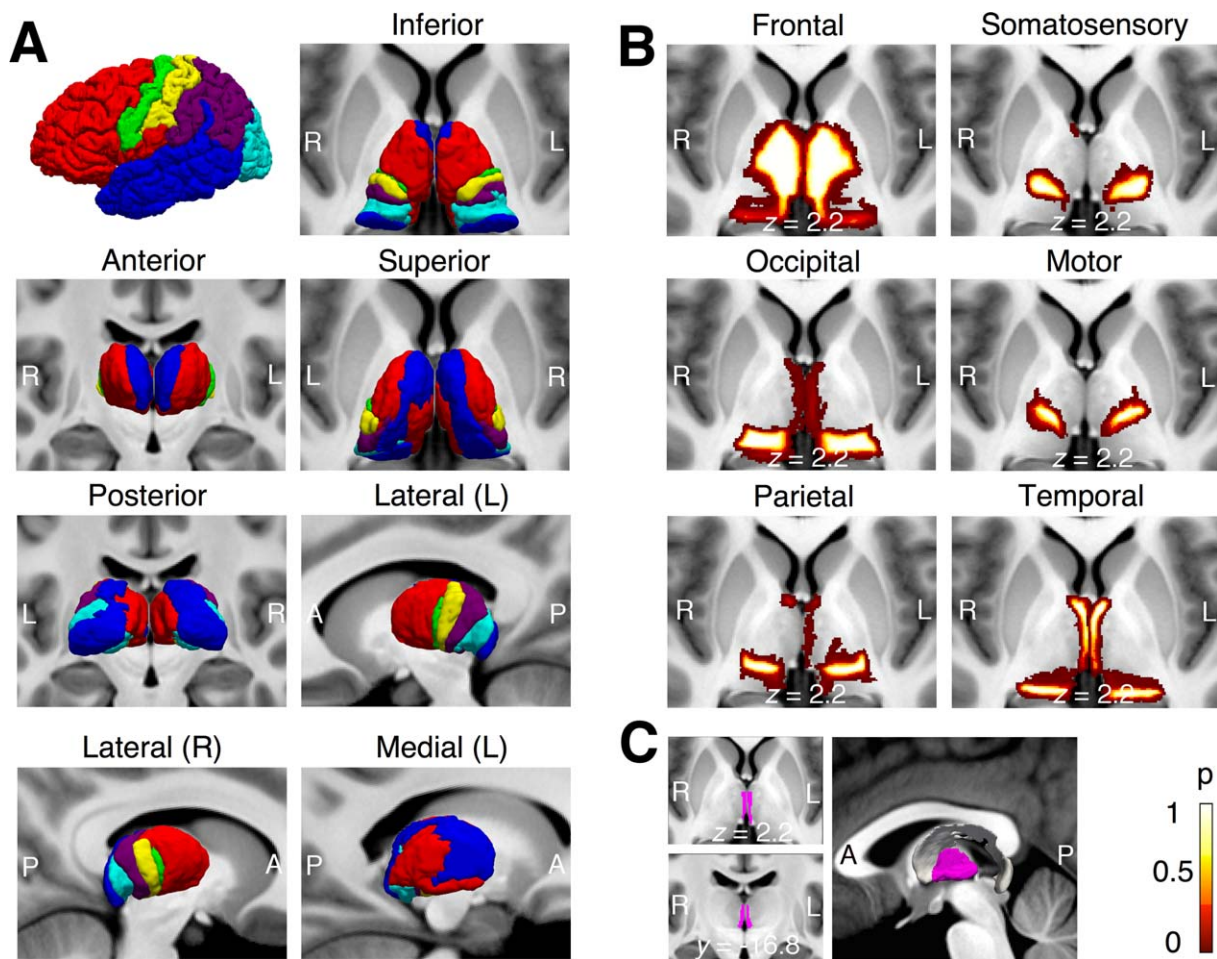 A
Inferior
R
L
Anterior
Superior
R
L
L
R
Posterior
Lateral (L)
L
R
A
P
Lateral (R)
Medial (L)
P
A
P
A
B
Frontal
Somatosensory
R
L
z = 2.2
z = 2.2
Occipital
Motor
R
L
z = 2.2
z = 2.2
Parietal
Temporal
R
L
z = 2.2
z = 2.2
C
R
L
z = 2.2
R
L
y = -16.8
A
P
p
1
0.5
0